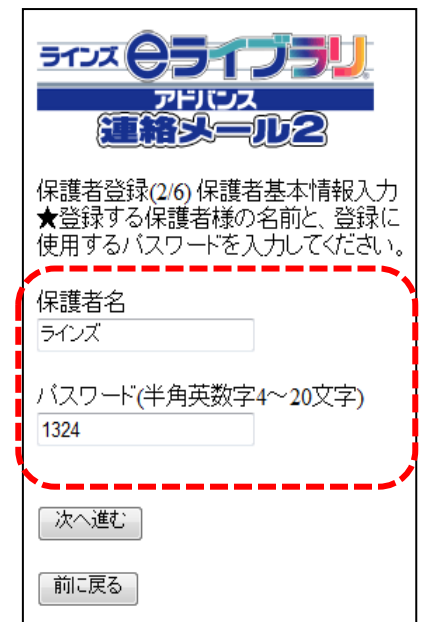 ラインズ eライブラリ
アドバンス
連絡メール2
保護者登録(2/6) 保護者基本情報入力
★登録する保護者様の名前と、登録に
使用するパスワードを入力してください。
保護者名
ラインズ
パスワード(半角英数字4～20文字)
1324
次へ進む
前に戻る